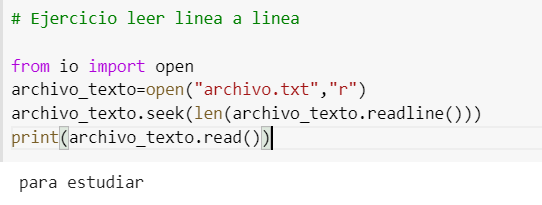 # Ejercicio leer linea a linea
from io import open
archivo_texto=open("archivo.txt","r")
archivo_texto.seek(len(archivo_texto.readline()))
print(archivo_texto.read())
para estudiar